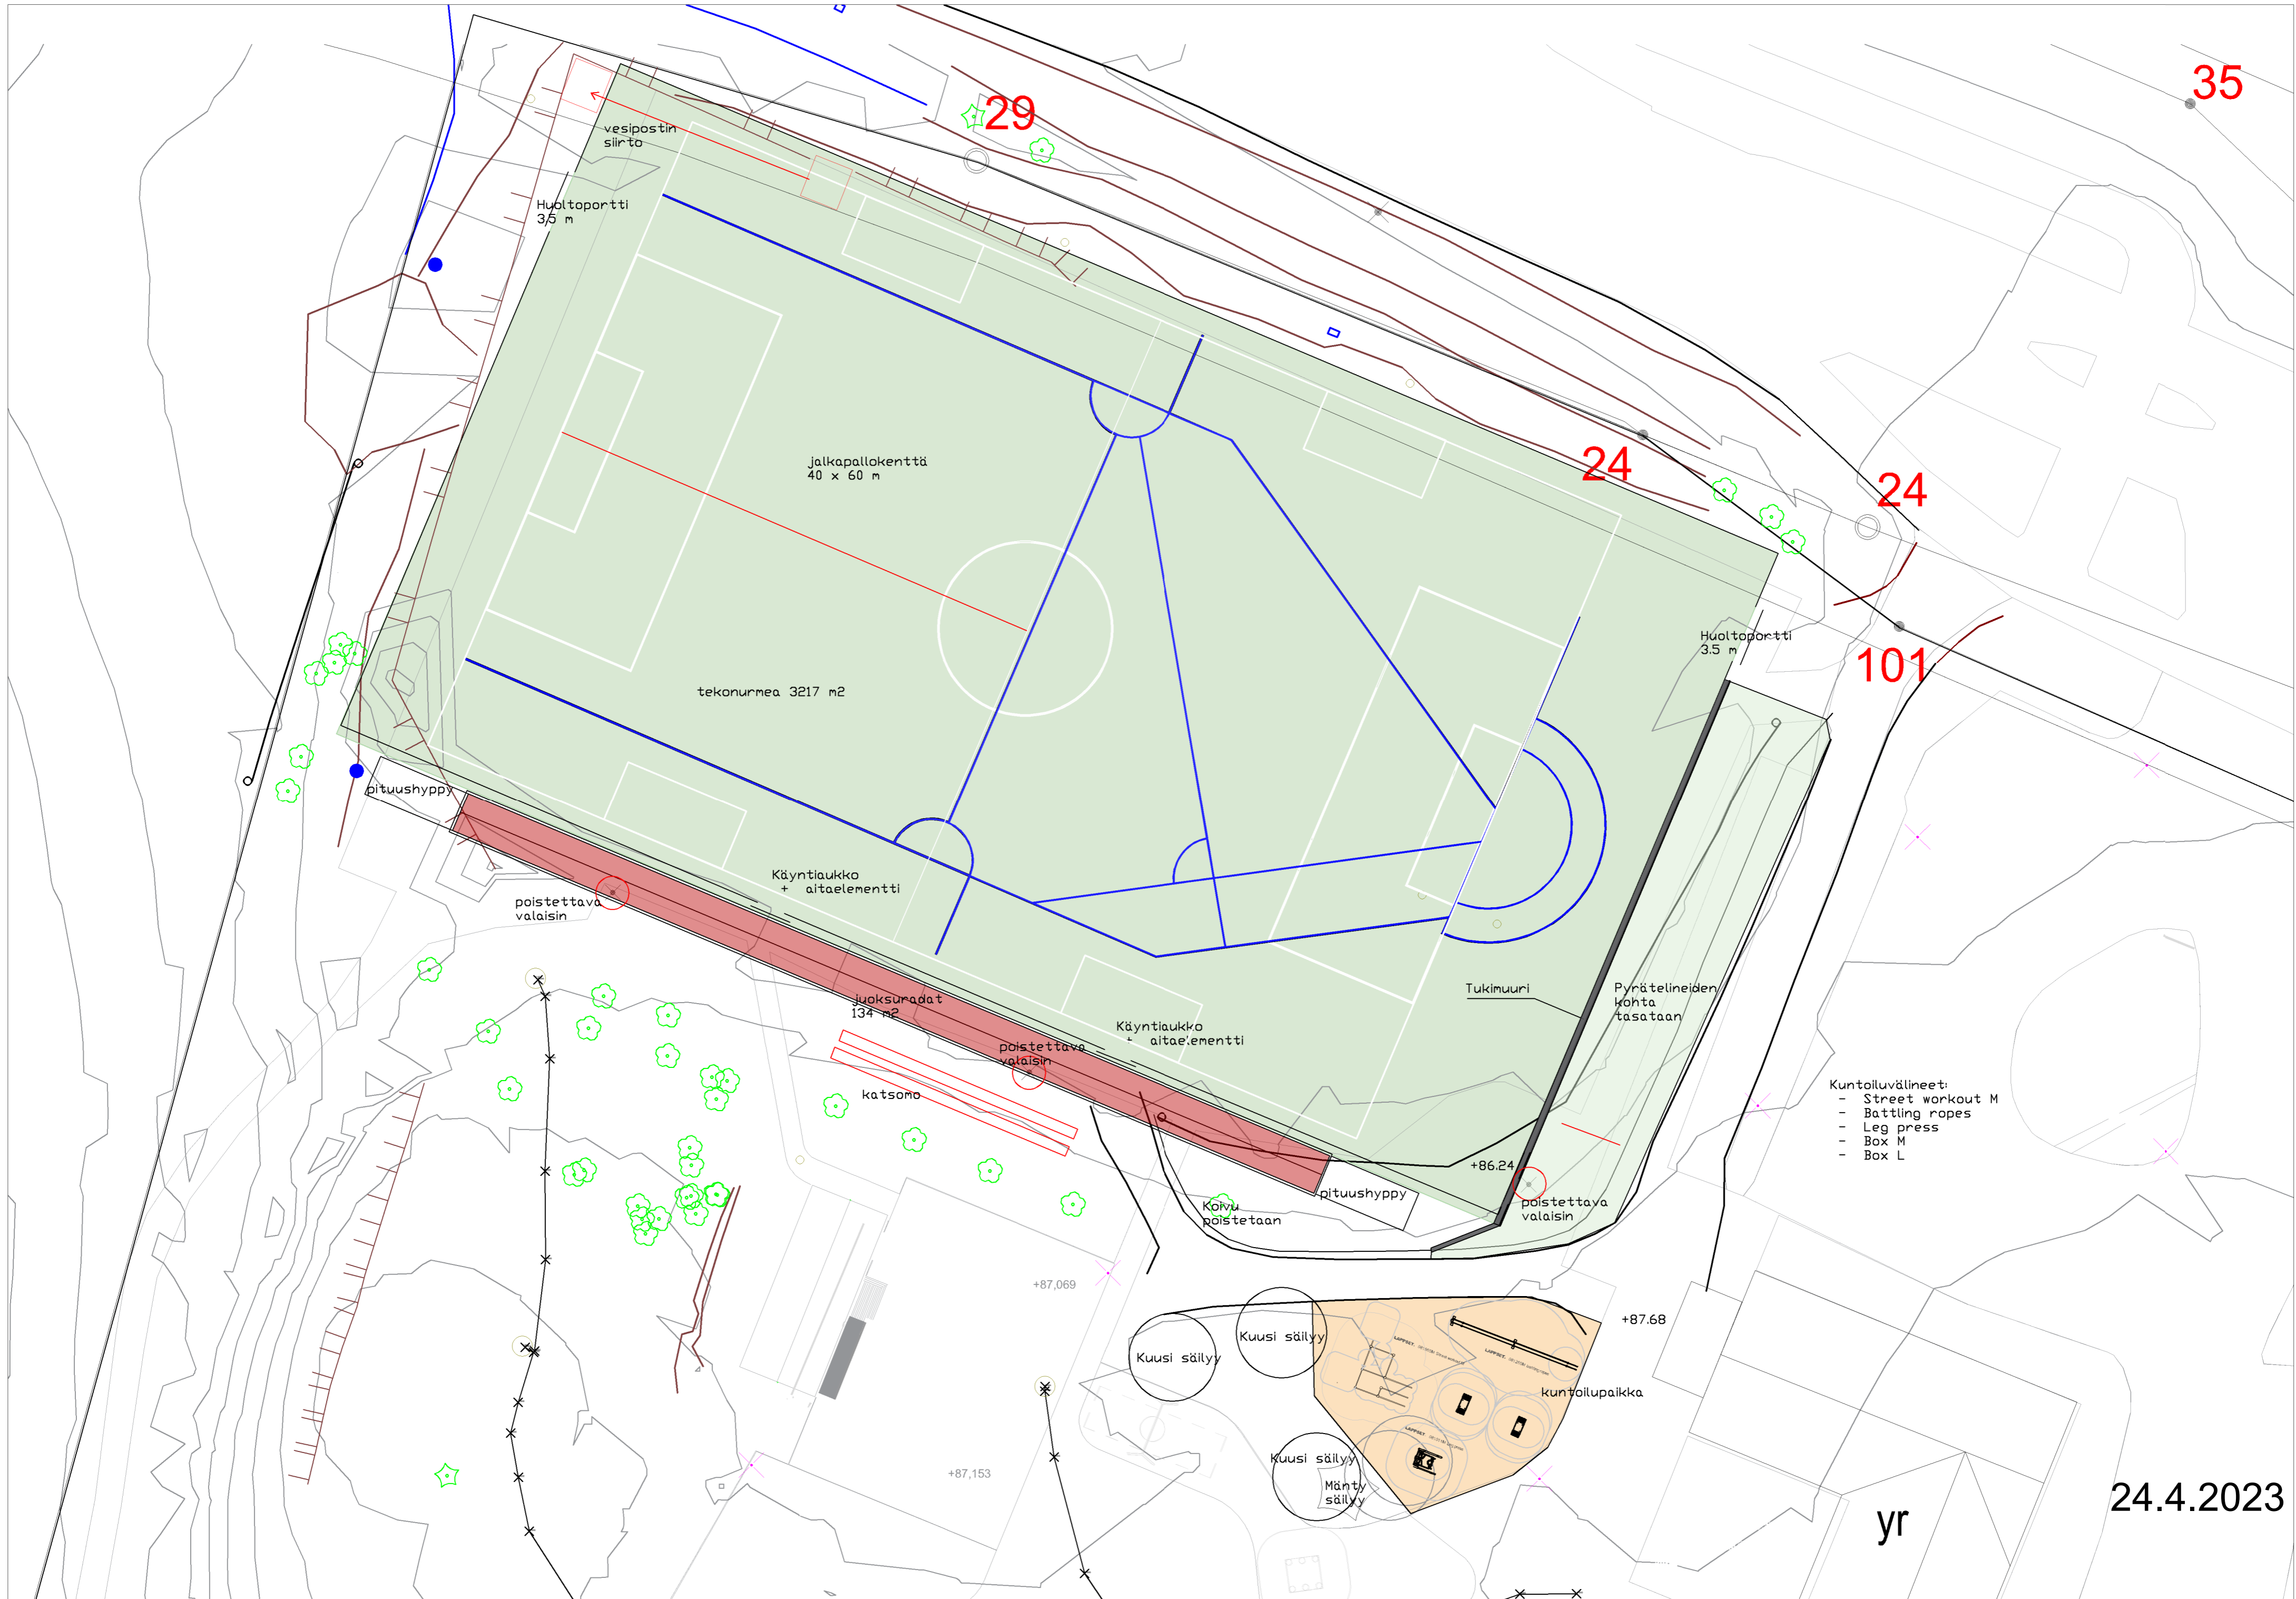 35
29
vesipostin
siirto
Huoltoportti
3.5 m
jalkapallokenttä
40 x 60 m
24
24
Huoltoportti
3.5 m
101
tekonurmea 3217 m2
pituushyppy
Käyntiaukko
+ aitaelementti
poistettava
valaisin
juoksuradat
134 m2
Tukimuuri
Pyrätelineiden
kohta
tasataan
Käyntiaukko
+ aitaelementti
poistettava
valaisin
katsomo
Kuntoiluvälineet:
- Street workout M
- Battling ropes
- Leg press
- Box M
- Box L
+86.24
pituushyppy
poistettava
valaisin
Koivu
poistetaan
+87,069
+87.68
Kuusi säilyy
Kuusi säilyy
kuntoilupaikka
Kuusi säilyy
Mänty
säilyy
+87,153
24.4.2023
yr